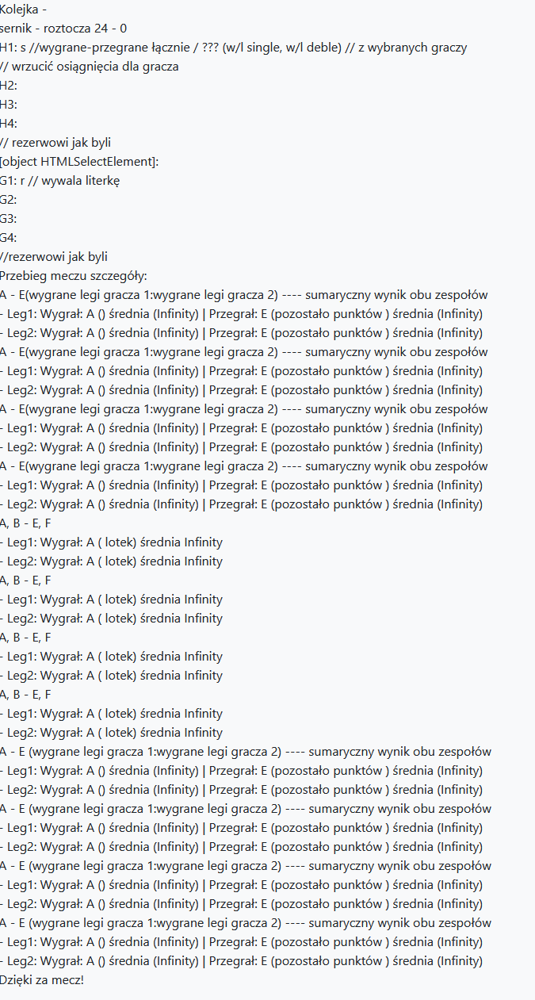 Kolejka -
sernik - roztocza 24 - 0
H1: s //wygrane-przegrane łącznie / ??? (w/l single, w/l deble) // z wybranych graczy
// wrzucić osiągnięcia dla gracza
H2:
H3:
H4:
// rezerwowi jak byli
[object HTMLSelectElement]:
G1: r // wywala literkę
G2:
G3:
G4:
//rezerwowi jak byli
Przebieg meczu szczegóły:
A - E(wygrane legi gracza 1:wygrane legi gracza 2) ---- sumaryczny wynik obu zespołów
- Leg1: Wygrał: A () średnia (Infinity) | Przegrał: E (pozostało punktów ) średnia (Infinity)
- Leg2: Wygrał: A () średnia (Infinity) | Przegrał: E (pozostało punktów ) średnia (Infinity)
A - E(wygrane legi gracza 1:wygrane legi gracza 2) ---- sumaryczny wynik obu zespołów
- Leg1: Wygrał: A () średnia (Infinity) | Przegrał: E (pozostało punktów ) średnia (Infinity)
- Leg2: Wygrał: A () średnia (Infinity) | Przegrał: E (pozostało punktów ) średnia (Infinity)
A - E(wygrane legi gracza 1:wygrane legi gracza 2) ---- sumaryczny wynik obu zespołów
- Leg1: Wygrał: A () średnia (Infinity) | Przegrał: E (pozostało punktów ) średnia (Infinity)
- Leg2: Wygrał: A () średnia (Infinity) | Przegrał: E (pozostało punktów ) średnia (Infinity)
A - E(wygrane legi gracza 1:wygrane legi gracza 2) ---- sumaryczny wynik obu zespołów
- Leg1: Wygrał: A () średnia (Infinity) | Przegrał: E (pozostało punktów ) średnia (Infinity)
- Leg2: Wygrał: A () średnia (Infinity) | Przegrał: E (pozostało punktów ) średnia (Infinity)
A, B - E, F
- Leg1: Wygrał: A ( lotek) średnia Infinity
- Leg2: Wygrał: A ( lotek) średnia Infinity
A, B - E, F
- Leg1: Wygrał: A ( lotek) średnia Infinity
- Leg2: Wygrał: A ( lotek) średnia Infinity
A, B - E, F
- Leg1: Wygrał: A ( lotek) średnia Infinity
- Leg2: Wygrał: A ( lotek) średnia Infinity
A, B - E, F
- Leg1: Wygrał: A ( lotek) średnia Infinity
- Leg2: Wygrał: A ( lotek) średnia Infinity
A - E (wygrane legi gracza 1:wygrane legi gracza 2) ---- sumaryczny wynik obu zespołów
- Leg1: Wygrał: A () średnia (Infinity) | Przegrał: E (pozostało punktów ) średnia (Infinity)
- Leg2: Wygrał: A () średnia (Infinity) | Przegrał: E (pozostało punktów ) średnia (Infinity)
A - E (wygrane legi gracza 1:wygrane legi gracza 2) ---- sumaryczny wynik obu zespołów
- Leg1: Wygrał: A () średnia (Infinity) | Przegrał: E (pozostało punktów ) średnia (Infinity)
- Leg2: Wygrał: A () średnia (Infinity) | Przegrał: E (pozostało punktów ) średnia (Infinity)
A - E (wygrane legi gracza 1:wygrane legi gracza 2) ---- sumaryczny wynik obu zespołów
- Leg1: Wygrał: A () średnia (Infinity) | Przegrał: E (pozostało punktów ) średnia (Infinity)
- Leg2: Wygrał: A () średnia (Infinity) | Przegrał: E (pozostało punktów ) średnia (Infinity)
A - E (wygrane legi gracza 1:wygrane legi gracza 2) ---- sumaryczny wynik obu zespołów
- Leg1: Wygrał: A () średnia (Infinity) | Przegrał: E (pozostało punktów ) średnia (Infinity)
- Leg2: Wygrał: A () średnia (Infinity) | Przegrał: E (pozostało punktów ) średnia (Infinity)
Dzięki za mecz!